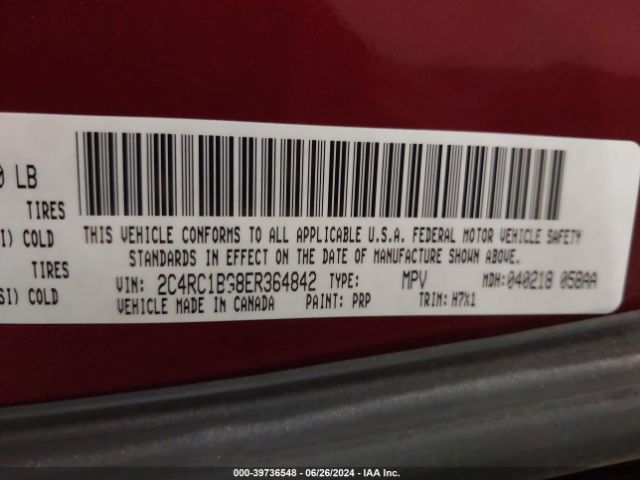 0 LB
TIRES
I) COLD
TIRES
SI) COLD
THIS VEHICLE CONFORMS TO ALL APPLICABLE U.S.A. FEDERAL MOTOR VEHICLE SAFETY
STANDARDS IN EFFECT ON THE DATE OF MANUFACTURE SHOWN ABOVE.
VIN: 2C4RC1BG8ER364842 TYPE: MPV MDH: 040218 058AA
VEHICLE MADE IN CANADA PAINT: PRP TRIM: H7X1
000-39736548 | 06/26/2024 | IAA Inc.